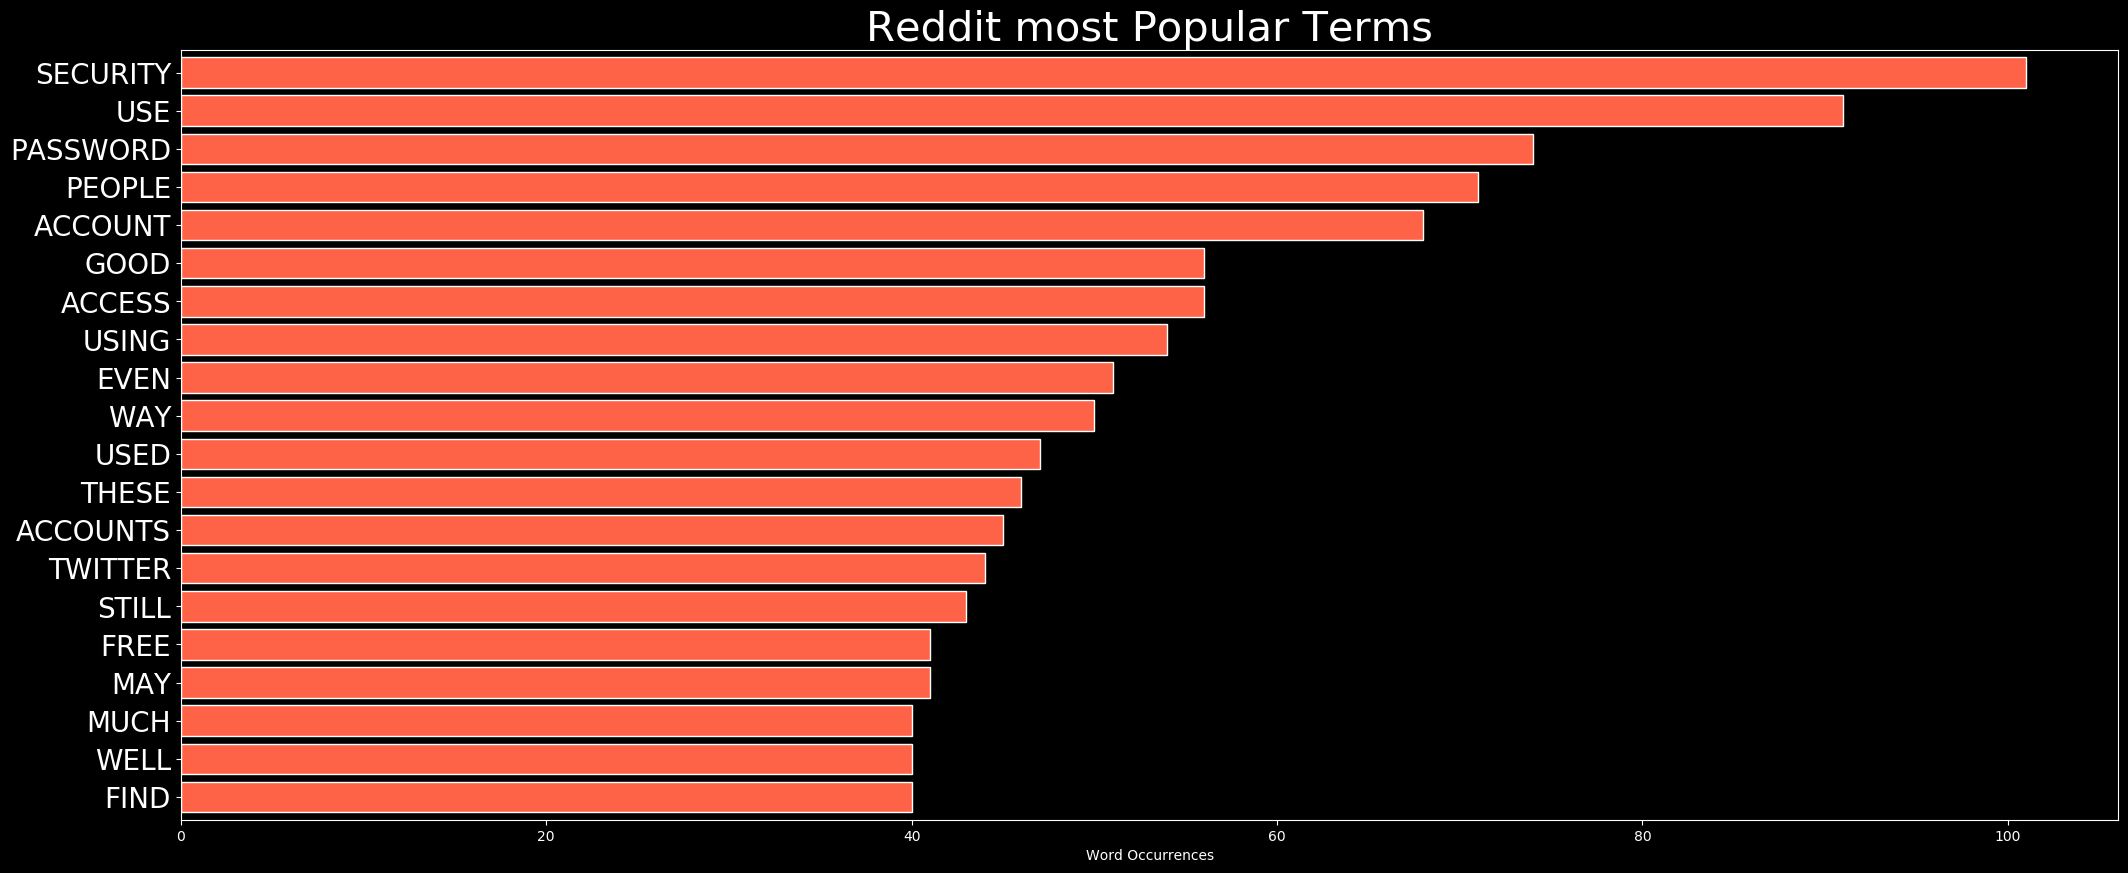 Reddit most Popular Terms
SECURITY
USE
PASSWORD
PEOPLE
ACCOUNT
GOOD
ACCESS
USING
EVEN
WAY
USED
THESE
ACCOUNTS
TWITTER
STILL
FREE
MAY
MUCH
WELL
FIND
0 20 40 60 80 100
Word Occurrences